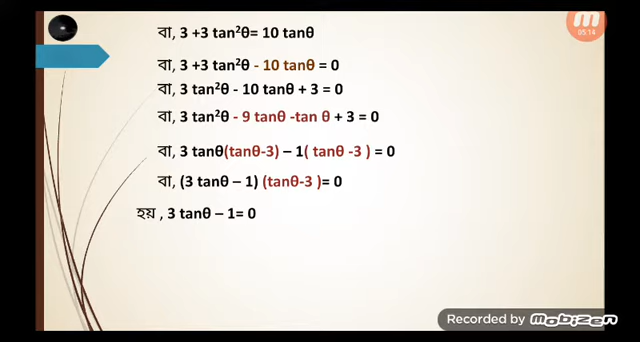 বা, 3 +3 tan²θ= 10 tanθ
05:14
বা, 3 +3 tan²θ - 10 tanθ = 0
বা, 3 tan²θ - 10 tanθ + 3 = 0
বা, 3 tan²θ - 9 tanθ -tan θ + 3 = 0
বা, 3 tanθ(tanθ-3) – 1( tanθ -3 ) = 0
বা, (3 tanθ – 1) (tanθ-3 )= 0
হয় , 3 tanθ – 1= 0
Recorded by Mobizen